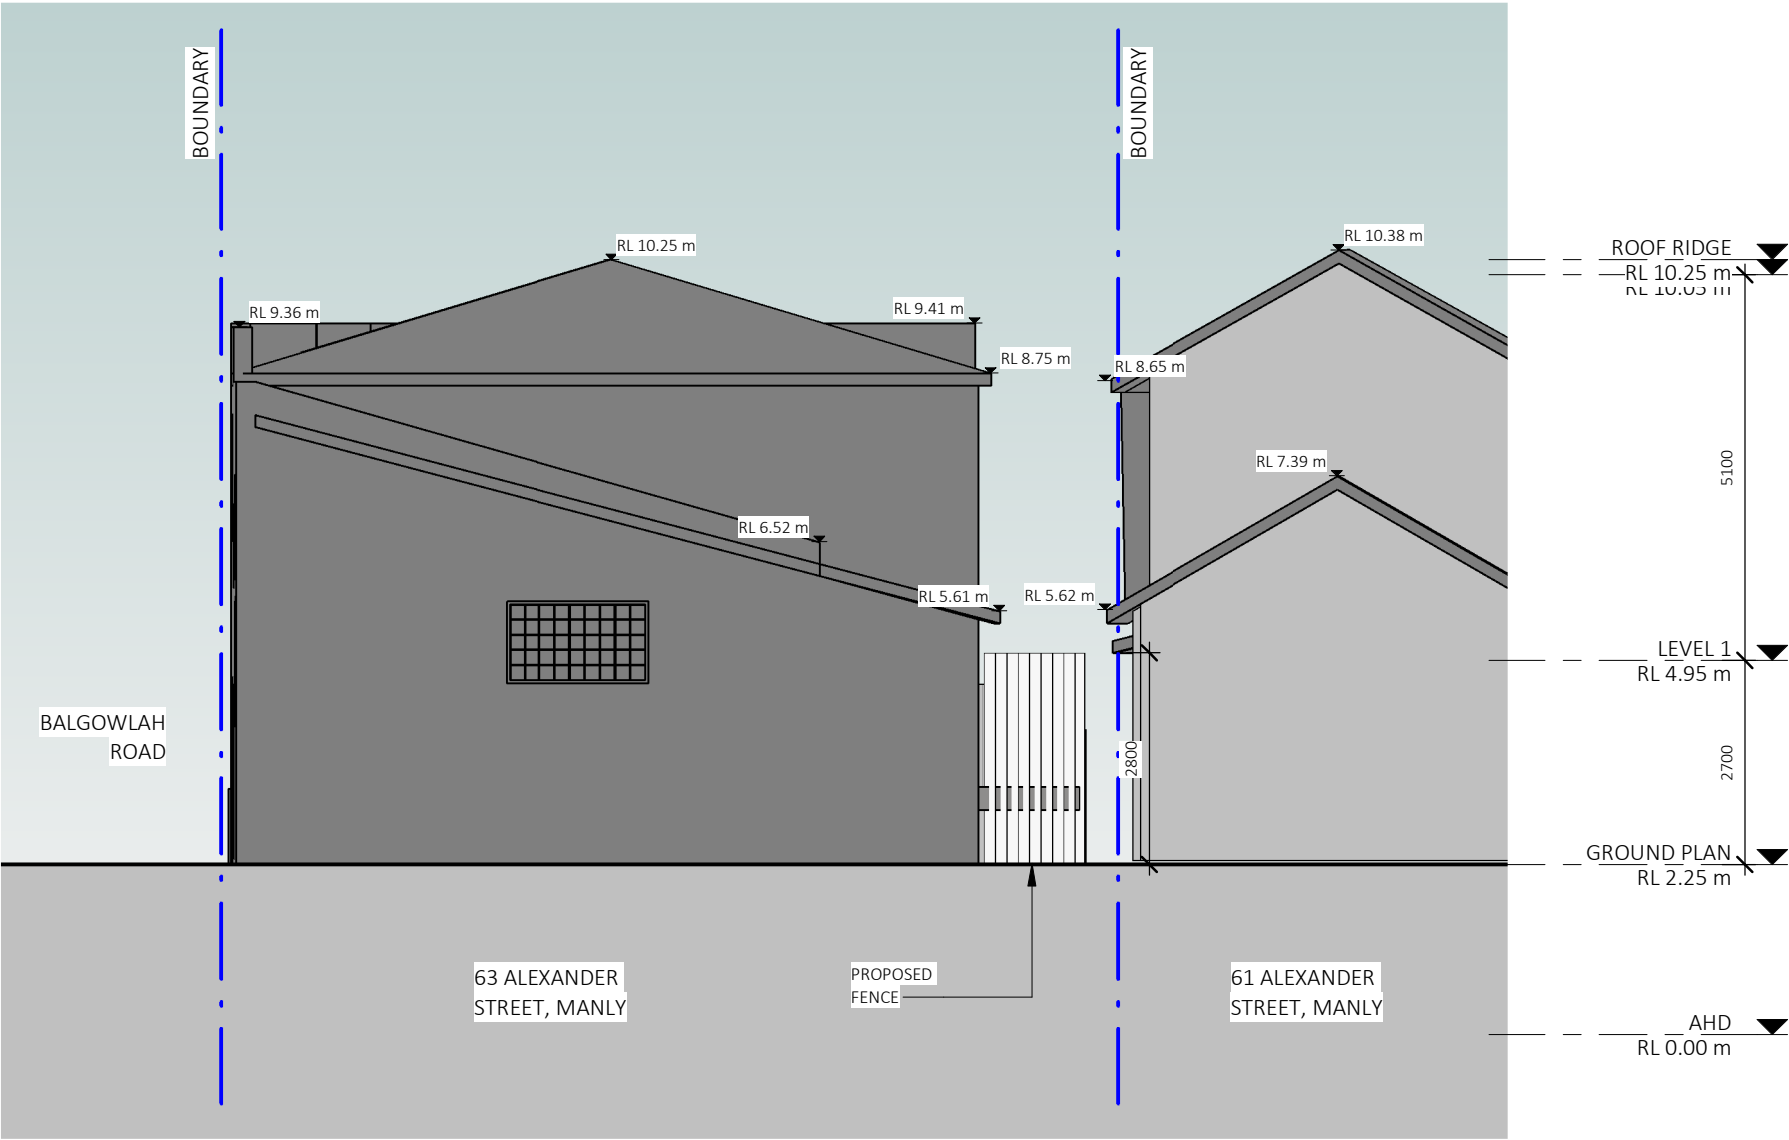 BOUNDARY
BOUNDARY
RL 10.25 m
RL 10.38 m
ROOF RIDGE
RL 10.25 m
RL 10.05 m
RL 9.36 m
RL 9.41 m
RL 8.75 m
RL 8.65 m
RL 7.39 m
5100
RL 6.52 m
RL 5.61 m
RL 5.62 m
LEVEL 1
RL 4.95 m
BALGOWLAH
ROAD
2800
2700
GROUND PLAN
RL 2.25 m
63 ALEXANDER
STREET, MANLY
PROPOSED
FENCE
61 ALEXANDER
STREET, MANLY
AHD
RL 0.00 m